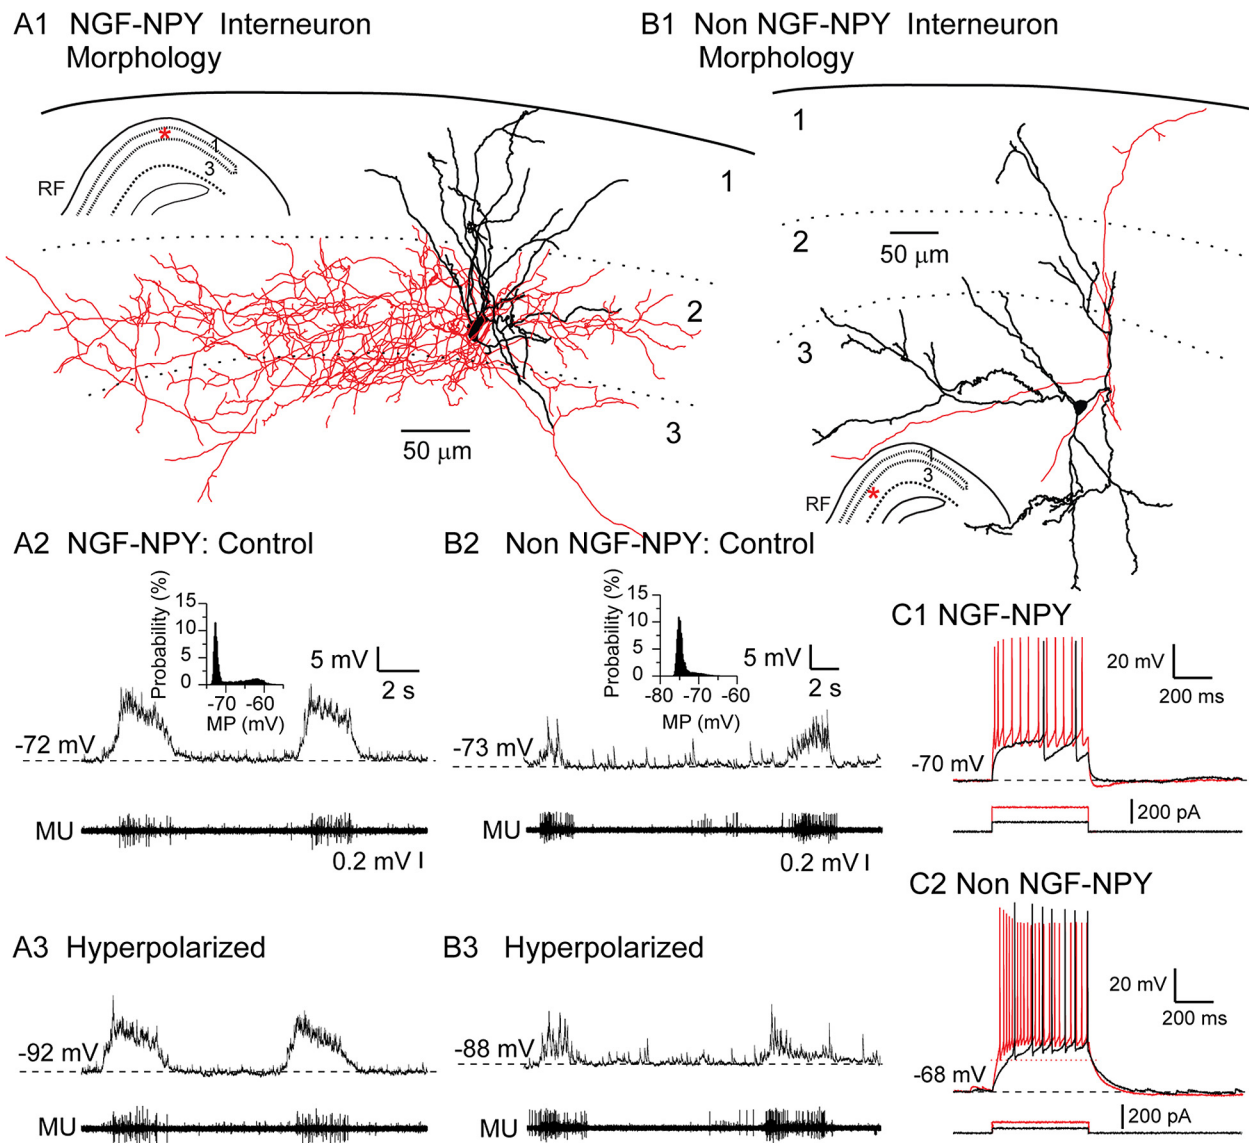 A1 NGF-NPY Interneuron
Morphology
B1 Non NGF-NPY Interneuron
Morphology
1
3
RF
1
2
3
50 μm
1
2
3
50 μm
1
3
RF
A2 NGF-NPY: Control
Probability (%)
15
10
5
0
-70 -60
MP (mV)
5 mV
2 s
-72 mV
MU
0.2 mV
B2 Non NGF-NPY: Control
Probability (%)
15
10
5
0
-80 -70 -60
MP (mV)
5 mV
2 s
-73 mV
MU
0.2 mV
C1 NGF-NPY
20 mV
200 ms
-70 mV
200 pA
A3 Hyperpolarized
-92 mV
MU
B3 Hyperpolarized
-88 mV
MU
C2 Non NGF-NPY
20 mV
200 ms
-68 mV
200 pA